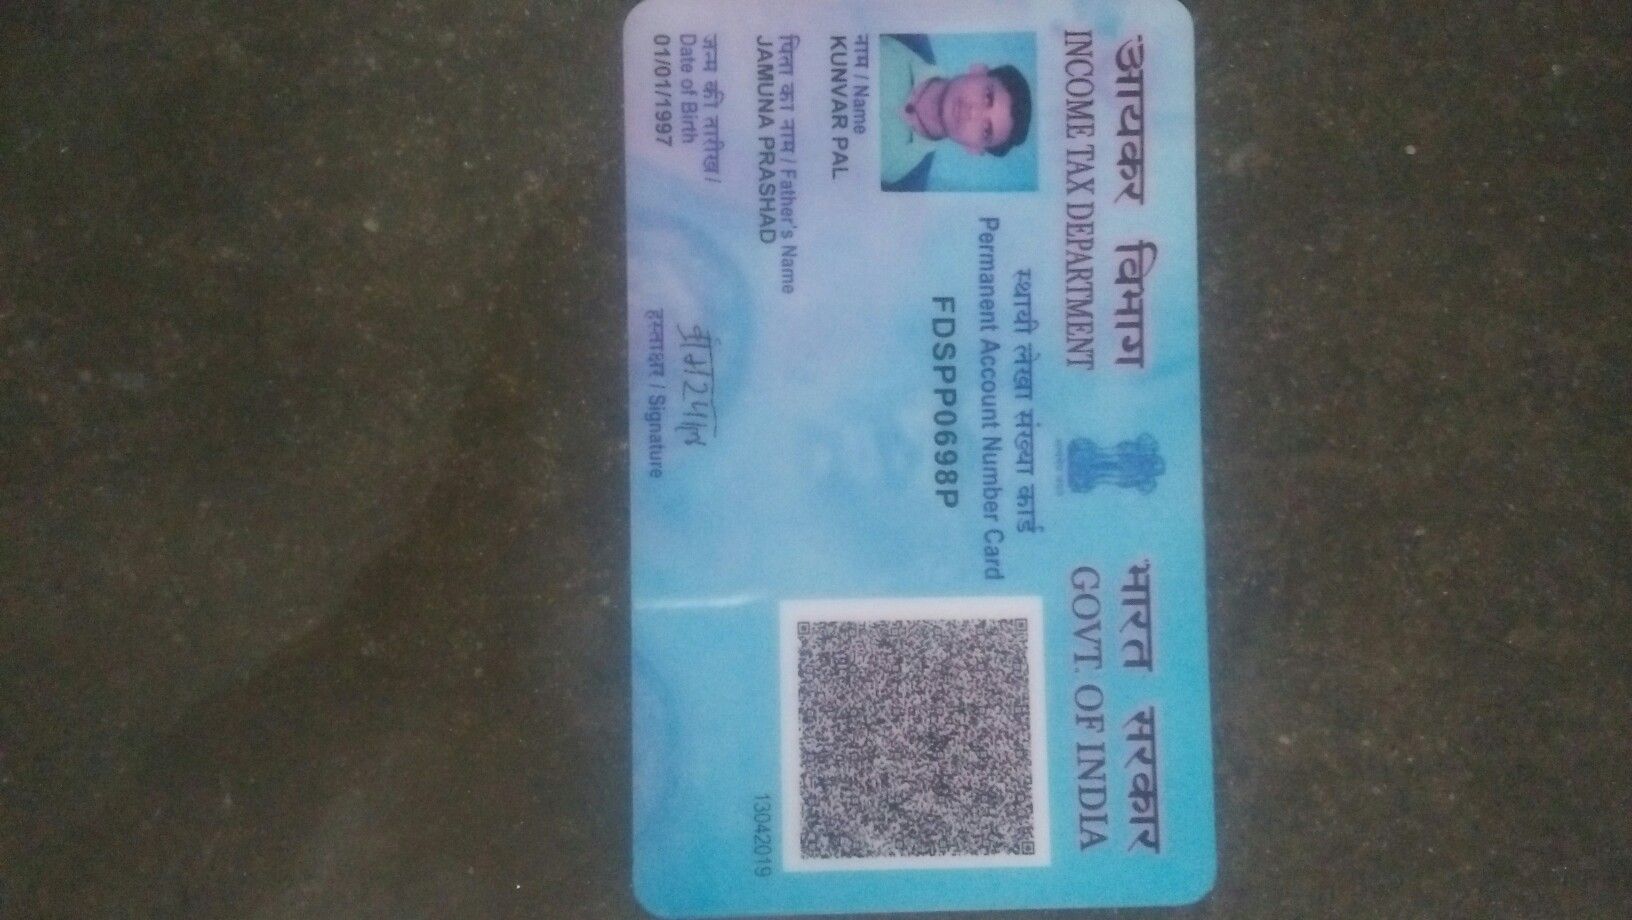 आयकर विभाग
INCOME TAX DEPARTMENT
भारत सरकार
GOVT. OF INDIA
स्थायी लेखा संख्या कार्ड
Permanent Account Number Card
FDSPP0698P
नाम / Name
KUNVAR PAL
पिता का नाम / Father's Name
JAMUNA PRASHAD
जन्म की तारीख /
Date of Birth
01/01/1997
हस्ताक्षर / Signature
13042019